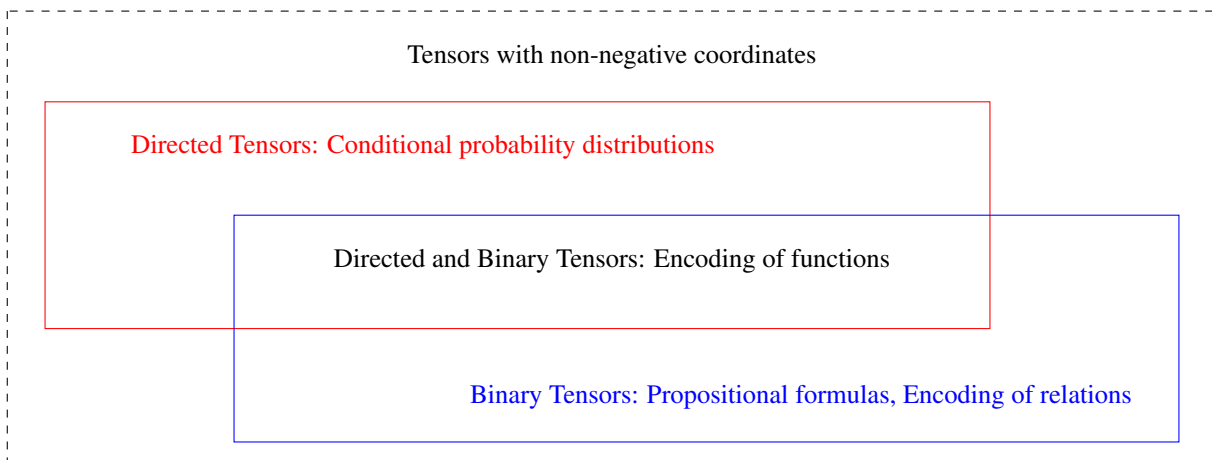 Tensors with non-negative coordinates
Directed Tensors: Conditional probability distributions
Directed and Binary Tensors: Encoding of functions
Binary Tensors: Propositional formulas, Encoding of relations